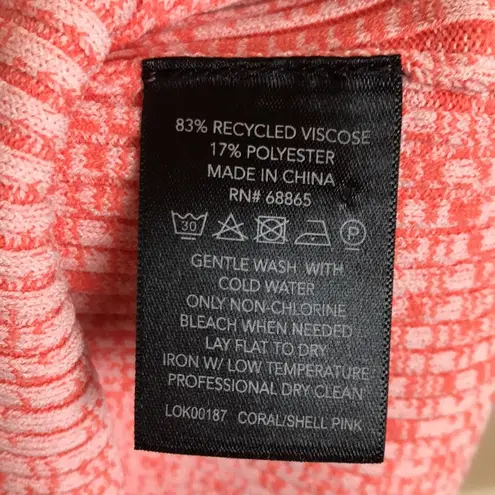 83% RECYCLED VISCOSE
17% POLYESTER
MADE IN CHINA
RN# 68865
30 P
GENTLE WASH WITH
COLD WATER
ONLY NON-CHLORINE
BLEACH WHEN NEEDED
LAY FLAT TO DRY
IRON W/ LOW TEMPERATURE
PROFESSIONAL DRY CLEAN
LOK00187 CORAL/SHELL PINK